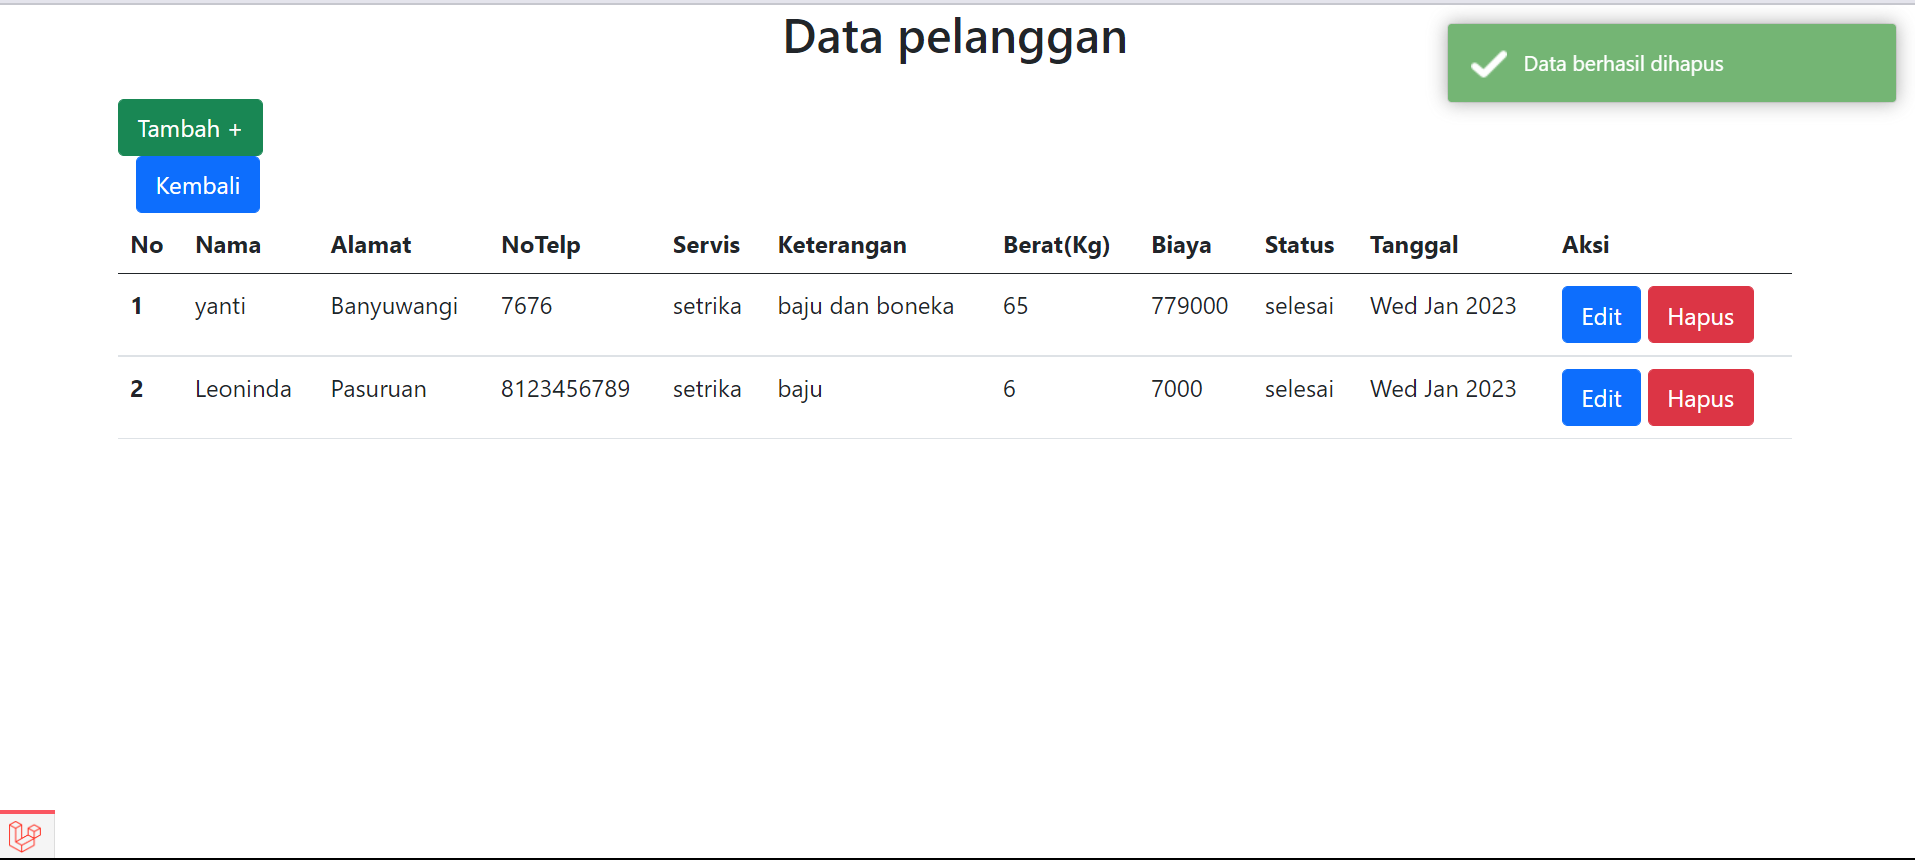 Data pelanggan
Data berhasil dihapus
Tambah +
Kembali
No Nama Alamat NoTelp Servis Keterangan Berat(Kg) Biaya Status Tanggal Aksi
1 yanti Banyuwangi 7676 setrika baju dan boneka 65 779000 selesai Wed Jan 2023 Edit Hapus
2 Leoninda Pasuruan 8123456789 setrika baju 6 7000 selesai Wed Jan 2023 Edit Hapus